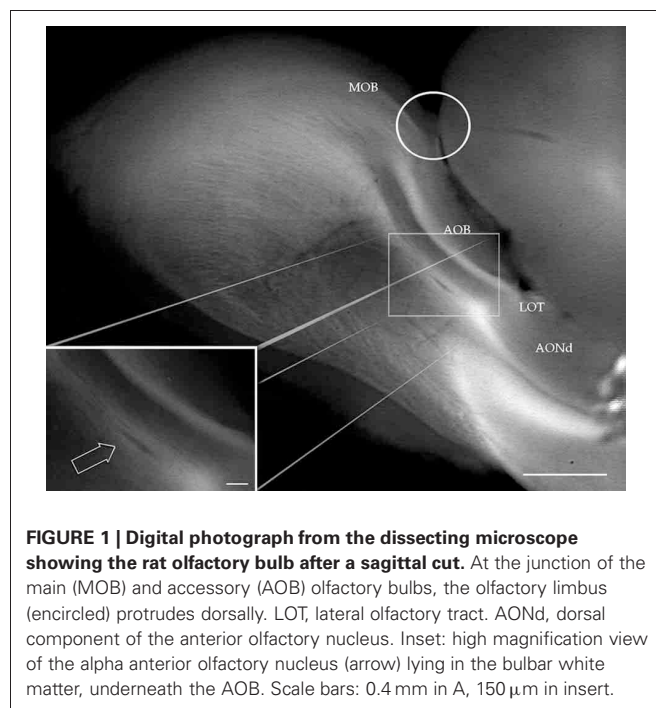 MOB
AOB
LOT
AONd
FIGURE 1 | Digital photograph from the dissecting microscope
showing the rat olfactory bulb after a sagittal cut. At the junction of the
main (MOB) and accessory (AOB) olfactory bulbs, the olfactory limbus
(encircled) protrudes dorsally. LOT, lateral olfactory tract. AONd, dorsal
component of the anterior olfactory nucleus. Inset: high magnification view
of the alpha anterior olfactory nucleus (arrow) lying in the bulbar white
matter, underneath the AOB. Scale bars: 0.4 mm in A, 150 μm in insert.